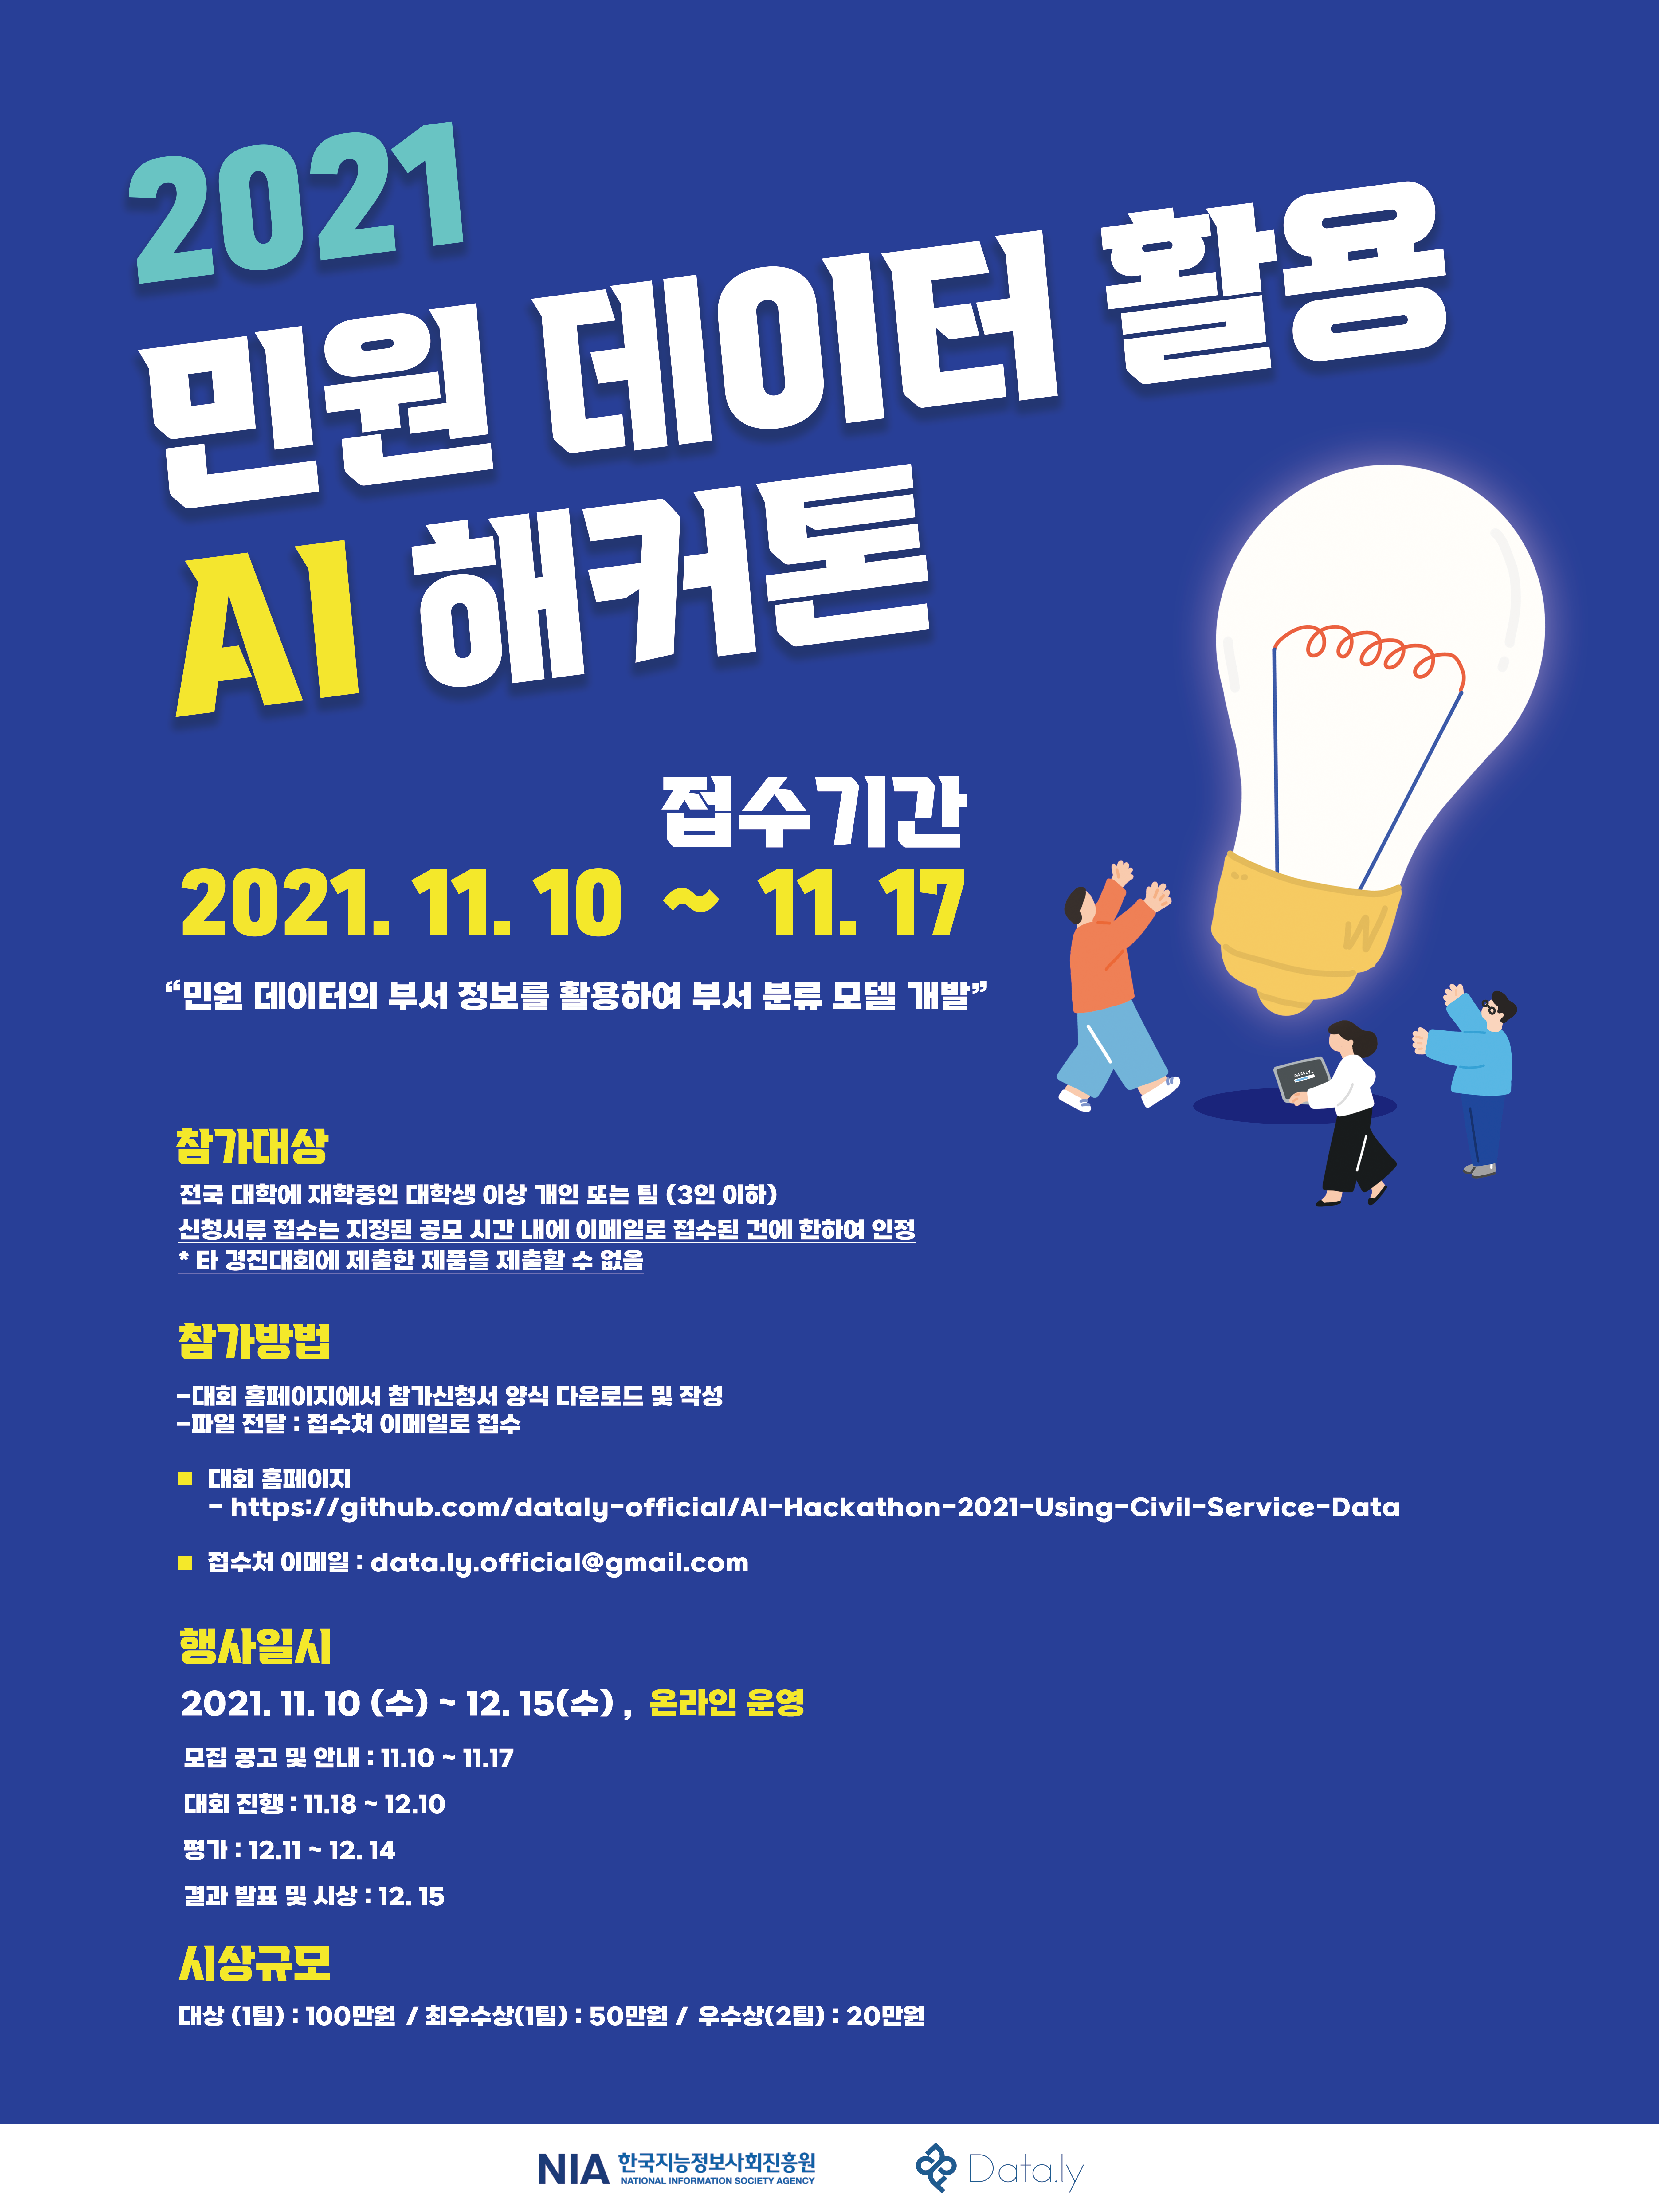 2021
민원 데이터 활용
AI 해커톤
접수기간
2021. 11. 10 ~ 11. 17
“민원 데이터의 부서 정보를 활용하여 부서 분류 모델 개발”
참가대상
전국 대학에 재학중인 대학생 이상 개인 또는 팀 (3인 이하)
신청서류 접수는 지정된 공모 시간 내에 이메일로 접수된 건에 한하여 인정
* 타 경진대회에 제출한 제품을 제출할 수 없음
참가방법
-대회 홈페이지에서 참가신청서 양식 다운로드 및 작성
-파일 전달 : 접수처 이메일로 접수
■ 대회 홈페이지
- https://github.com/dataly-official/AI-Hackathon-2021-Using-Civil-Service-Data
■ 접수처 이메일 : data.ly.official@gmail.com
행사일시
2021. 11. 10 (수) ~ 12. 15(수) , 온라인 운영
모집 공고 및 안내 : 11.10 ~ 11.17
대회 진행 : 11.18 ~ 12.10
평가 : 12.11 ~ 12. 14
결과 발표 및 시상 : 12. 15
시상규모
대상 (1팀) : 100만원 / 최우수상(1팀) : 50만원 / 우수상(2팀) : 20만원
NIA 한국지능정보사회진흥원
NATIONAL INFORMATION SOCIETY AGENCY
Data.ly
W
DATA.LY_